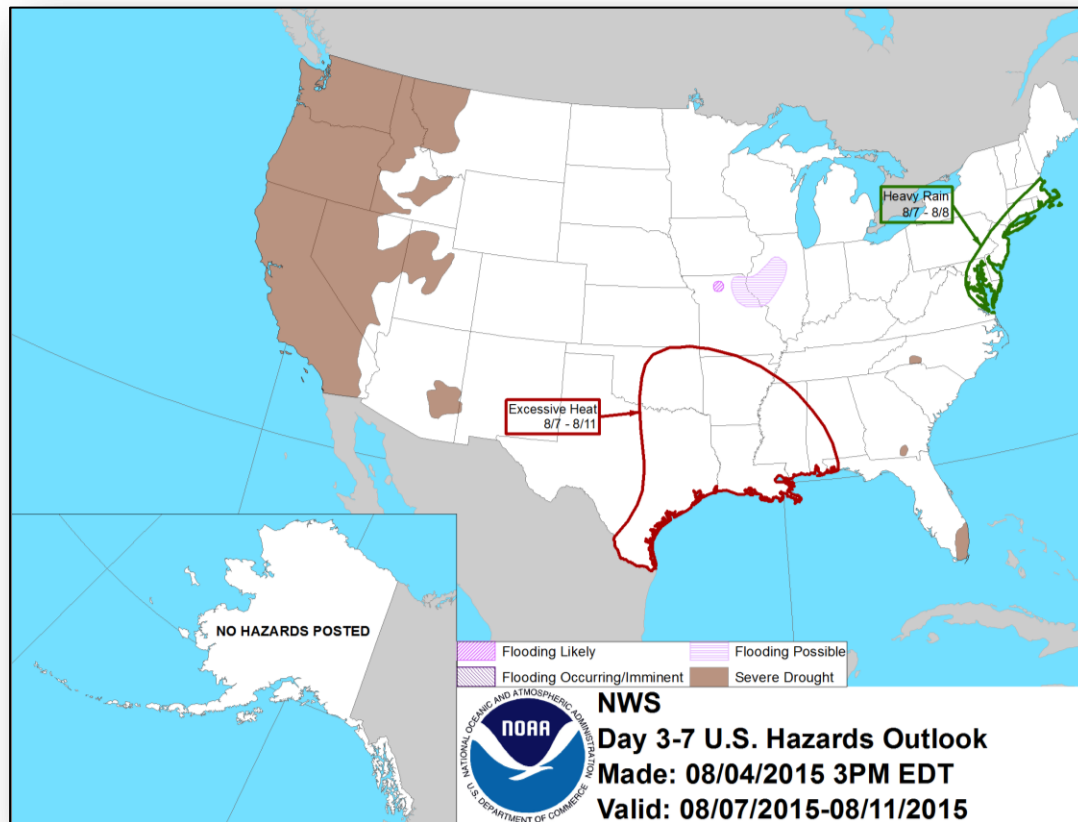 Heavy Rain
8/7 - 8/8
Excessive Heat
8/7 - 8/11
NO HAZARDS POSTED
Flooding Likely
Flooding Possible
Flooding Occurring/Imminent
Severe Drought
NATIONAL OCEANIC AND ATMOSPHERIC ADMINISTRATION
NOAA
U.S. DEPARTMENT OF COMMERCE
NWS
Day 3-7 U.S. Hazards Outlook
Made: 08/04/2015 3PM EDT
Valid: 08/07/2015-08/11/2015